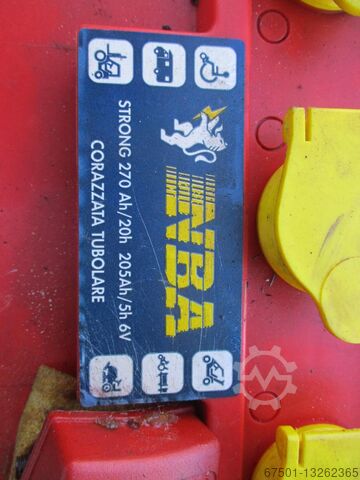 NBA
STRONG 270 Ah/20h 205Ah/5h 6V
CORAZZATA TUBOLARE
67501-13262365